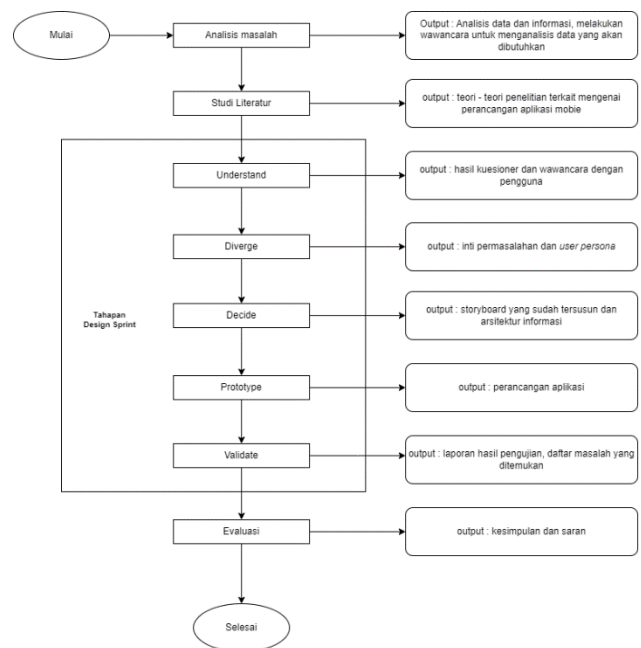 Mulai
Analisis masalah
Output : Analisis data dan informasi, melakukan
wawancara untuk menganalisis data yang akan
dibutuhkan
Studi Literatur
output : teori - teori penelitian terkait mengenai
perancangan aplikasi mobie
Understand
output : hasil kuesioner dan wawancara dengan
pengguna
Diverge
output : inti permasalahan dan user persona
Tahapan
Design Sprint
Decide
output : storyboard yang sudah tersusun dan
arsitektur informasi
Prototype
output : perancangan aplikasi
Validate
output : laporan hasil pengujian, daftar masalah yang
ditemukan
Evaluasi
output : kesimpulan dan saran
Selesai